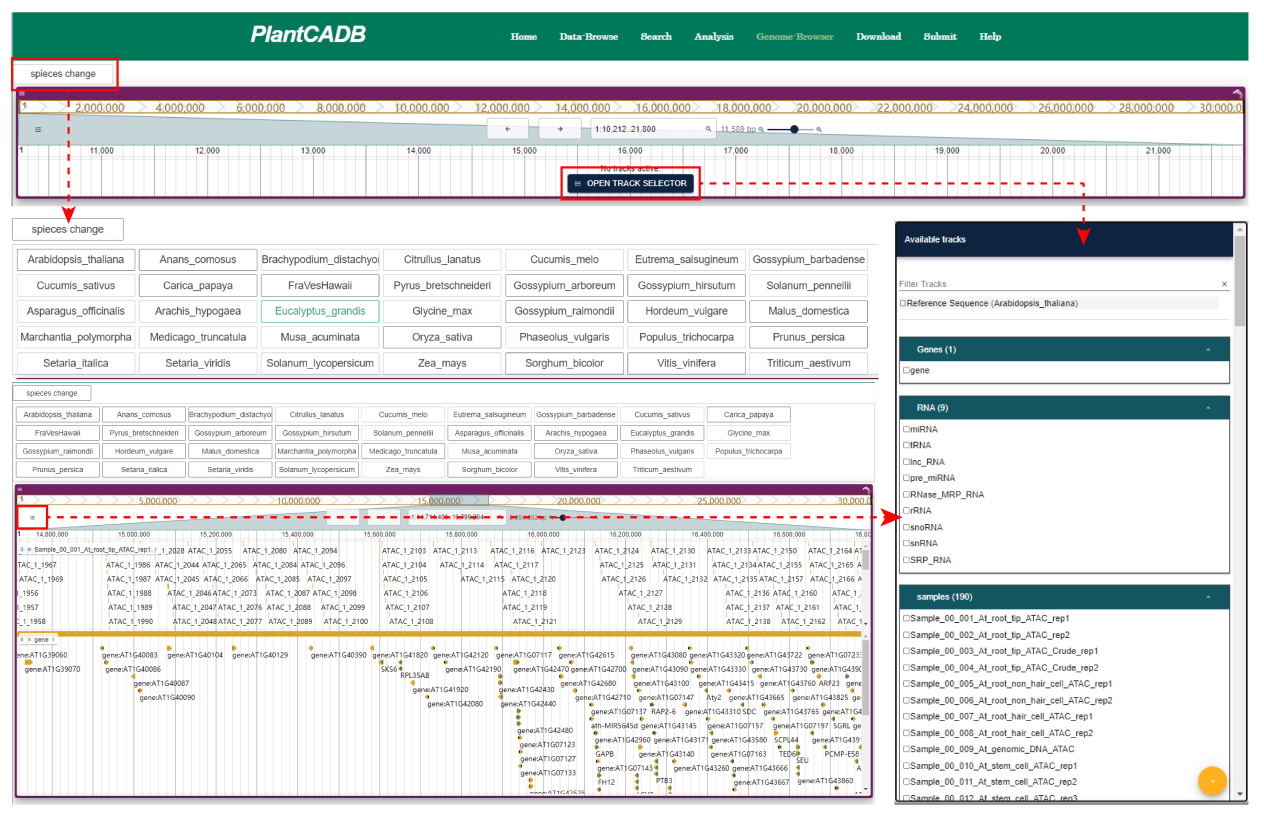 PlantCADB
Home Data-Browse Search Analysis Genome-Browser Download Submit Help
spieces change
1 2,000,000 4,000,000 6,000,000 8,000,000 10,000,000 12,000,000 14,000,000 16,000,000 18,000,000 20,000,000 22,000,000 24,000,000 26,000,000 28,000,000 30,000,0
1:10,212..21,800 11,589 bp
1 11,000 12,000 13,000 14,000 15,000 16,000 17,000 18,000 19,000 20,000 21,000
No tracks active.
OPEN TRACK SELECTOR
spieces change
Arabidopsis_thaliana Anans_comosus Brachypodium_distachyo Citrullus_lanatus Cucumis_melo Eutrema_salsugineum Gossypium_barbadense
Cucumis_sativus Carica_papaya FraVesHawaii Pyrus_bretschneideri Gossypium_arboreum Gossypium_hirsutum Solanum_pennellii
Asparagus_officinalis Arachis_hypogaea Eucalyptus_grandis Glycine_max Gossypium_raimondii Hordeum_vulgare Malus_domestica
Marchantia_polymorpha Medicago_truncatula Musa_acuminata Oryza_sativa Phaseolus_vulgaris Populus_trichocarpa Prunus_persica
Setaria_italica Setaria_viridis Solanum_lycopersicum Zea_mays Sorghum_bicolor Vitis_vinifera Triticum_aestivum
spieces change
Arabidopsis_thaliana Anans_comosus Brachypodium_distachyo Citrullus_lanatus Cucumis_melo Eutrema_salsugineum Gossypium_barbadense Cucumis_sativus Carica_papaya
FraVesHawaii Pyrus_bretschneideri Gossypium_arboreum Gossypium_hirsutum Solanum_pennellii Asparagus_officinalis Arachis_hypogaea Eucalyptus_grandis Glycine_max
Gossypium_raimondii Hordeum_vulgare Malus_domestica Marchantia_polymorpha Medicago_truncatula Musa_acuminata Oryza_sativa Phaseolus_vulgaris Populus_trichocarpa
Prunus_persica Setaria_italica Setaria_viridis Solanum_lycopersicum Zea_mays Sorghum_bicolor Vitis_vinifera Triticum_aestivum
1 5,000,000 10,000,000 15,000,000 20,000,000 25,000,000 30,000,0
1 14,800,000 15,000,000 15,200,000 15,400,000 15,600,000 15,800,000 16,000,000 16,200,000 16,400,000 16,600,000 16,80
Sample_00_001_At_root_tip_ATAC_rep1 1_2028 ATAC_1_2055 ATAC_1_2080 ATAC_1_2094 ATAC_1_2103 ATAC_1_2113 ATAC_1_2116 ATAC_1_2123 ATAC_1_2124 ATAC_1_2130 ATAC_1_2133 ATAC_1_2150 ATAC_1_2164
TAC_1_1967 ATAC_1_1986 ATAC_1_2044 ATAC_1_2065 ATAC_1_2084 ATAC_1_2096 ATAC_1_2104 ATAC_1_2114 ATAC_1_2117 ATAC_1_2125 ATAC_1_2131 ATAC_1_2134 ATAC_1_2155 ATAC_1_2165
ATAC_1_1969 ATAC_1_1987 ATAC_1_2045 ATAC_1_2066 ATAC_1_2085 ATAC_1_2097 ATAC_1_2105 ATAC_1_2115 ATAC_1_2120 ATAC_1_2126 ATAC_1_2132 ATAC_1_2135 ATAC_1_2157 ATAC_1_2166
1_1956 ATAC_1_1988 ATAC_1_2046 ATAC_1_2073 ATAC_1_2087 ATAC_1_2098 ATAC_1_2106 ATAC_1_2118 ATAC_1_2127 ATAC_1_2136 ATAC_1_2160
1_1957 ATAC_1_1989 ATAC_1_2047 ATAC_1_2076 ATAC_1_2088 ATAC_1_2099 ATAC_1_2107 ATAC_1_2119 ATAC_1_2128 ATAC_1_2137 ATAC_1_2161
1_1958 ATAC_1_1990 ATAC_1_2048 ATAC_1_2077 ATAC_1_2089 ATAC_1_2100 ATAC_1_2108 ATAC_1_2121 ATAC_1_2129 ATAC_1_2138 ATAC_1_2162
gene
ne:AT1G39060 gene:AT1G40083 gene:AT1G40104 gene:AT1G40129 gene:AT1G40390 gene:AT1G41820 gene:AT1G42120 gene:AT1G07117 gene:AT1G42615 gene:AT1G43080 gene:AT1G43320 gene:AT1G43722 gene:AT1G07233
gene:AT1G39070 gene:AT1G40086 SKS6 gene:AT1G42190 gene:AT1G42470 gene:AT1G42700 gene:AT1G43090 gene:AT1G43330 gene:AT1G43730
RPL35AB
gene:AT1G40087 gene:AT1G41920 gene:AT1G42430 gene:AT1G42680 gene:AT1G43100 gene:AT1G43415 gene:AT1G43760 ARF23
gene:AT1G40090 gene:AT1G42080 gene:AT1G42440 gene:AT1G42710 gene:AT1G07147 Aty2 gene:AT1G43665 gene:AT1G43825
gene:AT1G07137 RAP2-6 gene:AT1G43310 SDC gene:AT1G43765
gene:AT1G42480 ath-MIR5645d gene:AT1G43145 gene:AT1G07157 gene:AT1G07197 SGRL
gene:AT1G07123 gene:AT1G42960 gene:AT1G43171 gene:AT1G43580 SCPL44
gene:AT1G07127 GAPB gene:AT1G43140 gene:AT1G07163 TED6 PCMP-E58
gene:AT1G07133 gene:AT1G07143 gene:AT1G43260 gene:AT1G43666 SEU
FH12 PTB3 gene:AT1G43667 gene:AT1G43860
Available tracks
Filter Tracks
Reference Sequence (Arabidopsis_thaliana)
Genes (1)
gene
RNA (9)
miRNA
tRNA
lnc_RNA
pre_miRNA
RNase_MRP_RNA
rRNA
snoRNA
snRNA
SRP_RNA
samples (190)
Sample_00_001_At_root_tip_ATAC_rep1
Sample_00_002_At_root_tip_ATAC_rep2
Sample_00_003_At_root_tip_ATAC_Crude_rep1
Sample_00_004_At_root_tip_ATAC_Crude_rep2
Sample_00_005_At_root_non_hair_cell_ATAC_rep1
Sample_00_006_At_root_non_hair_cell_ATAC_rep2
Sample_00_007_At_root_hair_cell_ATAC_rep1
Sample_00_008_At_root_hair_cell_ATAC_rep2
Sample_00_009_At_genomic_DNA_ATAC
Sample_00_010_At_stem_cell_ATAC_rep1
Sample_00_011_At_stem_cell_ATAC_rep2
Sample_00_012_At_stem_cell_ATAC_rep3